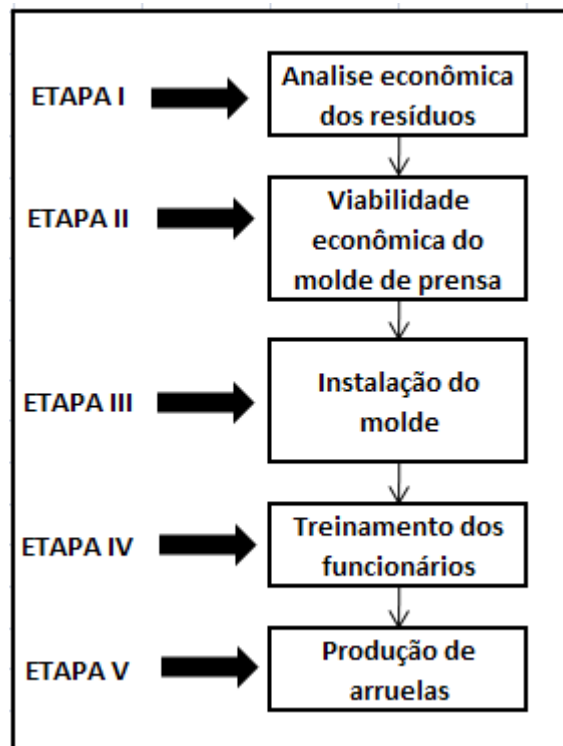 ETAPA I
Analise econômica
dos resíduos
ETAPA II
Viabilidade
econômica do
molde de prensa
ETAPA III
Instalação do
molde
ETAPA IV
Treinamento dos
funcionários
ETAPA V
Produção de
arruelas